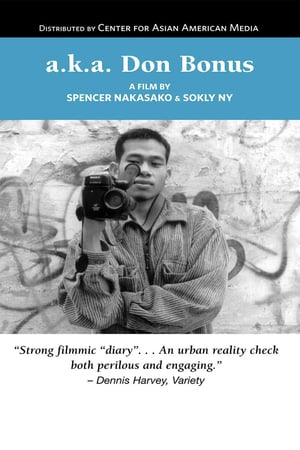 DISTRIBUTED BY CENTER FOR ASIAN AMERICAN MEDIA
a.k.a. Don Bonus
A FILM BY
SPENCER NAKASAKO & SOKLY NY
“Strong filmmic “diary”. . . An urban reality check
both perilous and engaging.”
– Dennis Harvey, Variety